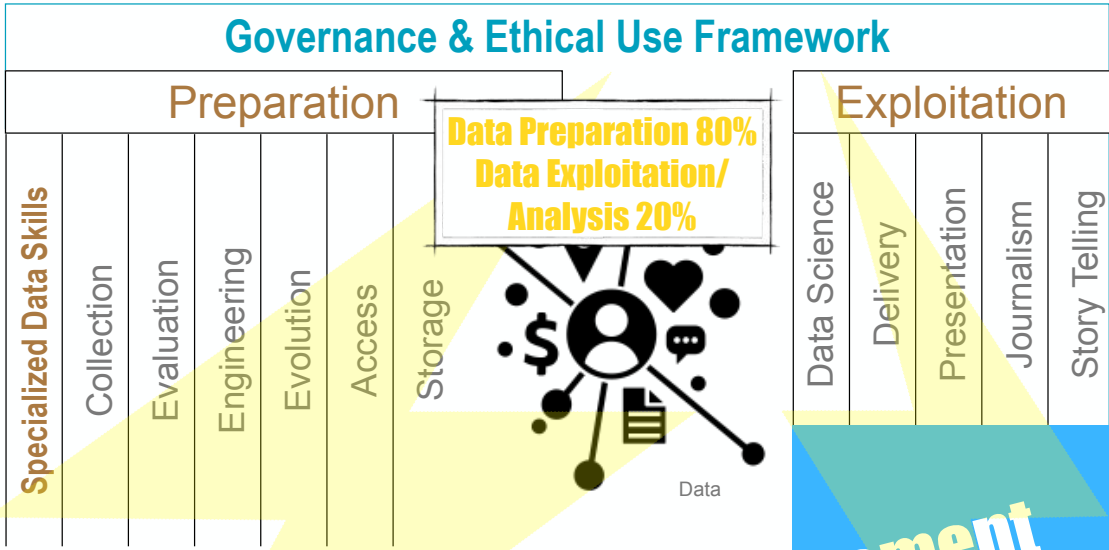 Governance & Ethical Use Framework
Preparation
Exploitation
Data Preparation 80%
Data Exploitation/
Analysis 20%
Specialized Data Skills
Collection
Evaluation
Engineering
Evolution
Access
Storage
$
Data
Data Science
Delivery
Presentation
Journalism
Story Telling